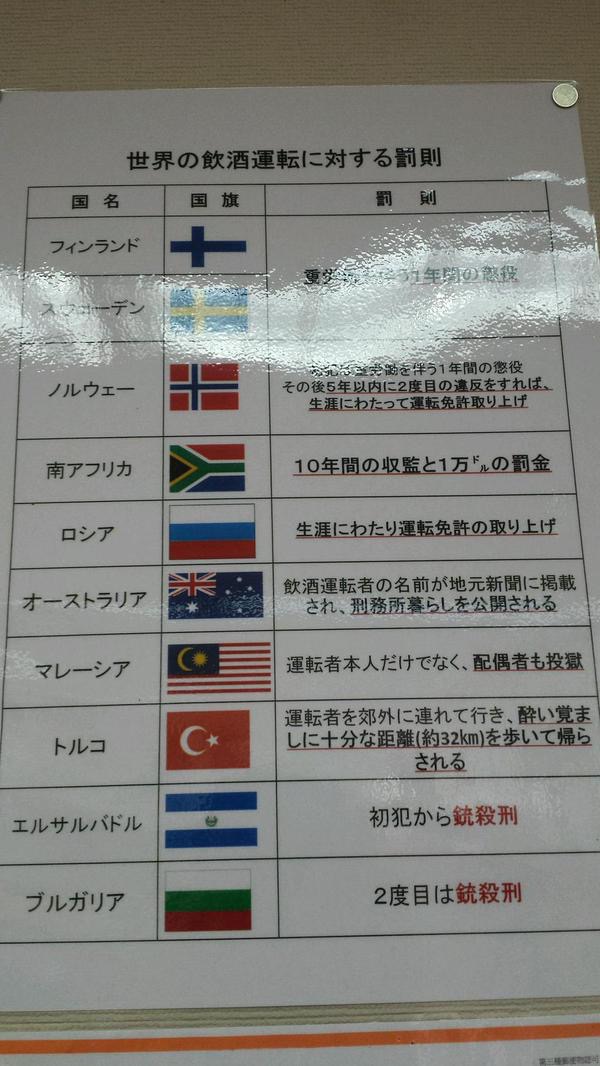 世界の飲酒運転に対する罰則
国 名 国 旗 罰 則
フィンランド
スウェーデン
1年間の懲役
ノルウェー
労働を伴う1年間の懲役
その後5年以内に2度目の違反をすれば、
生涯にわたって運転免許取り上げ
南アフリカ
10年間の収監と1万㌦の罰金
ロシア
生涯にわたり運転免許の取り上げ
オーストラリア
飲酒運転者の名前が地元新聞に掲載
され、刑務所暮らしを公開される
マレーシア
運転者本人だけでなく、配偶者も投獄
トルコ
運転者を郊外に連れて行き、酔い覚ま
しに十分な距離(約32㎞)を歩いて帰ら
される
エルサルバドル
初犯から銃殺刑
ブルガリア
2度目は銃殺刑
第三種郵便物認可